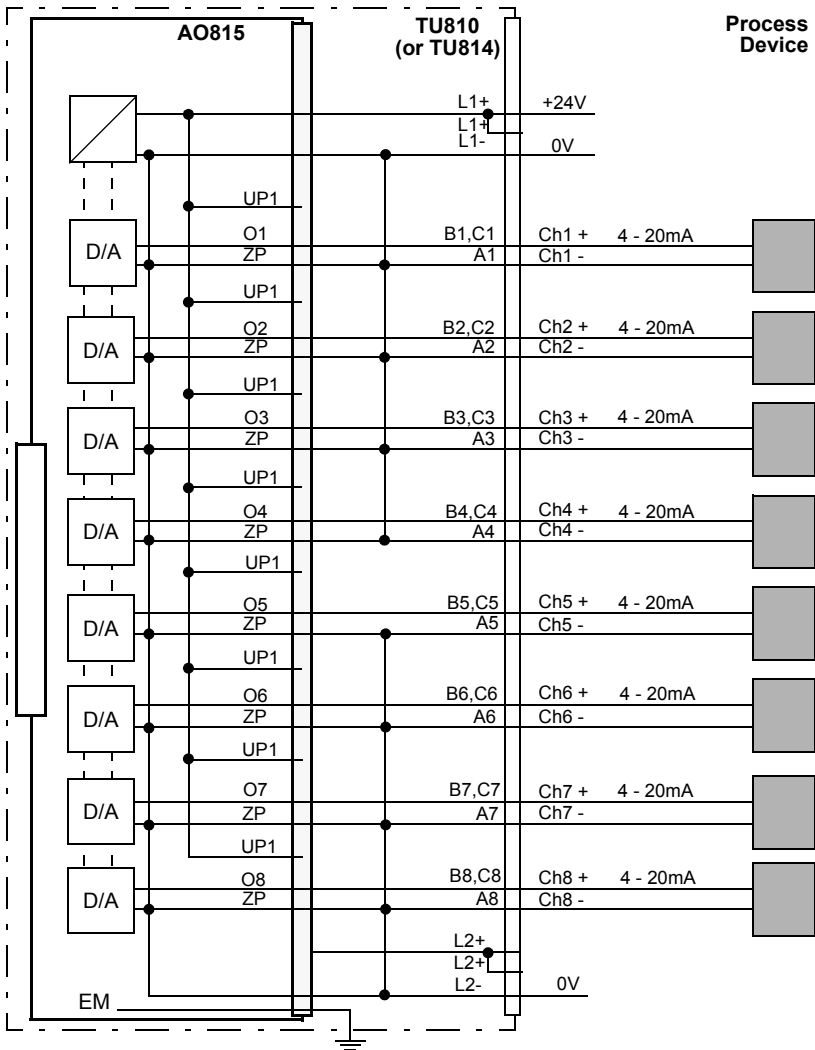 AO815 TU810 Process
(or TU814) Device
L1+ +24V
L1+
L1- 0V
UP1
O1 B1,C1 Ch1 + 4 - 20mA
D/A ZP A1 Ch1 -
UP1
O2 B2,C2 Ch2 + 4 - 20mA
D/A ZP A2 Ch2 -
UP1
O3 B3,C3 Ch3 + 4 - 20mA
D/A ZP A3 Ch3 -
UP1
O4 B4,C4 Ch4 + 4 - 20mA
D/A ZP A4 Ch4 -
UP1
O5 B5,C5 Ch5 + 4 - 20mA
D/A ZP A5 Ch5 -
UP1
O6 B6,C6 Ch6 + 4 - 20mA
D/A ZP A6 Ch6 -
UP1
O7 B7,C7 Ch7 + 4 - 20mA
D/A ZP A7 Ch7 -
UP1
O8 B8,C8 Ch8 + 4 - 20mA
D/A ZP A8 Ch8 -
L2+
L2+
L2- 0V
EM